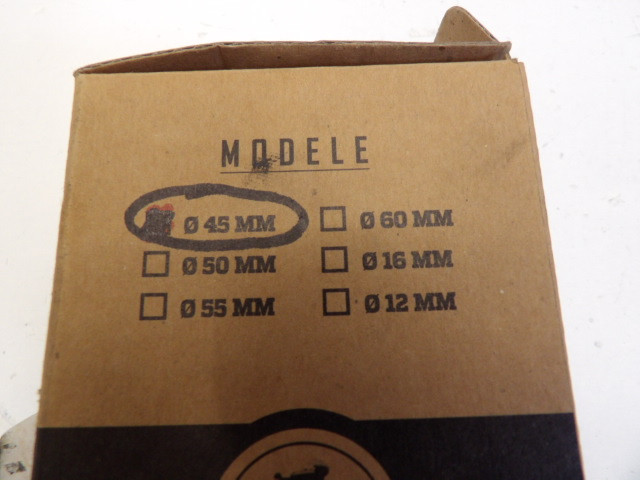 MODELE
Ø 45 MM
Ø 60 MM
Ø 50 MM
Ø 16 MM
Ø 55 MM
Ø 12 MM